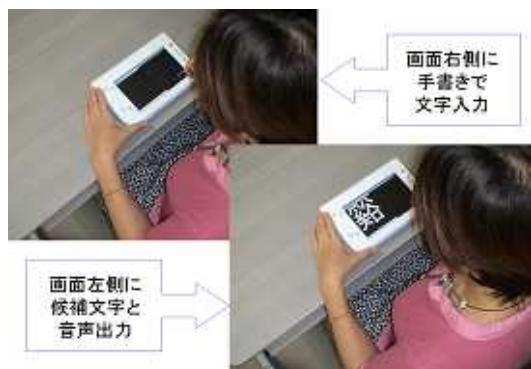 画面右側に
手書きで
文字入力
画面左側に
候補文字と
音声出力